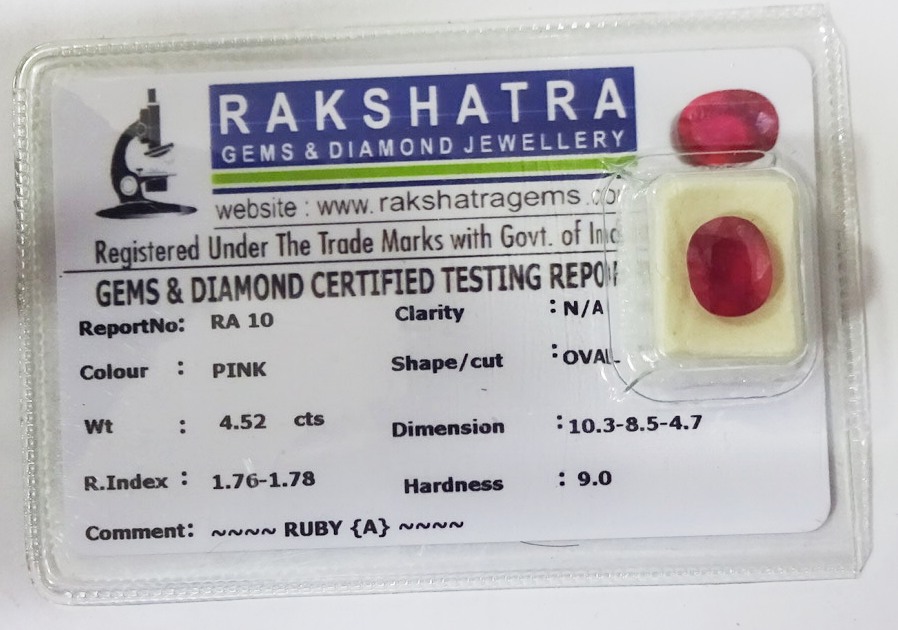 RAKSHATRA
GEMS & DIAMOND JEWELLERY
website : www.rakshatragems
Registered Under The Trade Marks with Govt. of
GEMS & DIAMOND CERTIFIED TESTING REPOR
ReportNo: RA 10 Clarity : N/A
Colour : PINK Shape/cut : OVAL
Wt : 4.52 cts Dimension : 10.3-8.5-4.7
R.Index : 1.76-1.78 Hardness : 9.0
Comment: ~~~~ RUBY {A} ~~~~